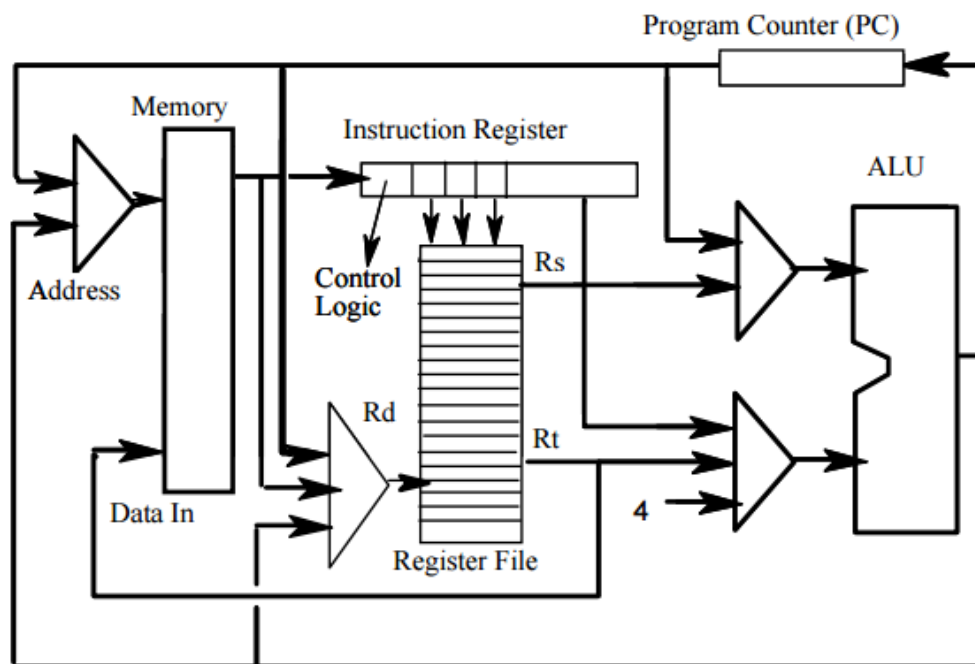 Program Counter (PC)
Memory
Instruction Register
ALU
Address
Control
Logic
Rs
Rd
Rt
Data In
4
Register File